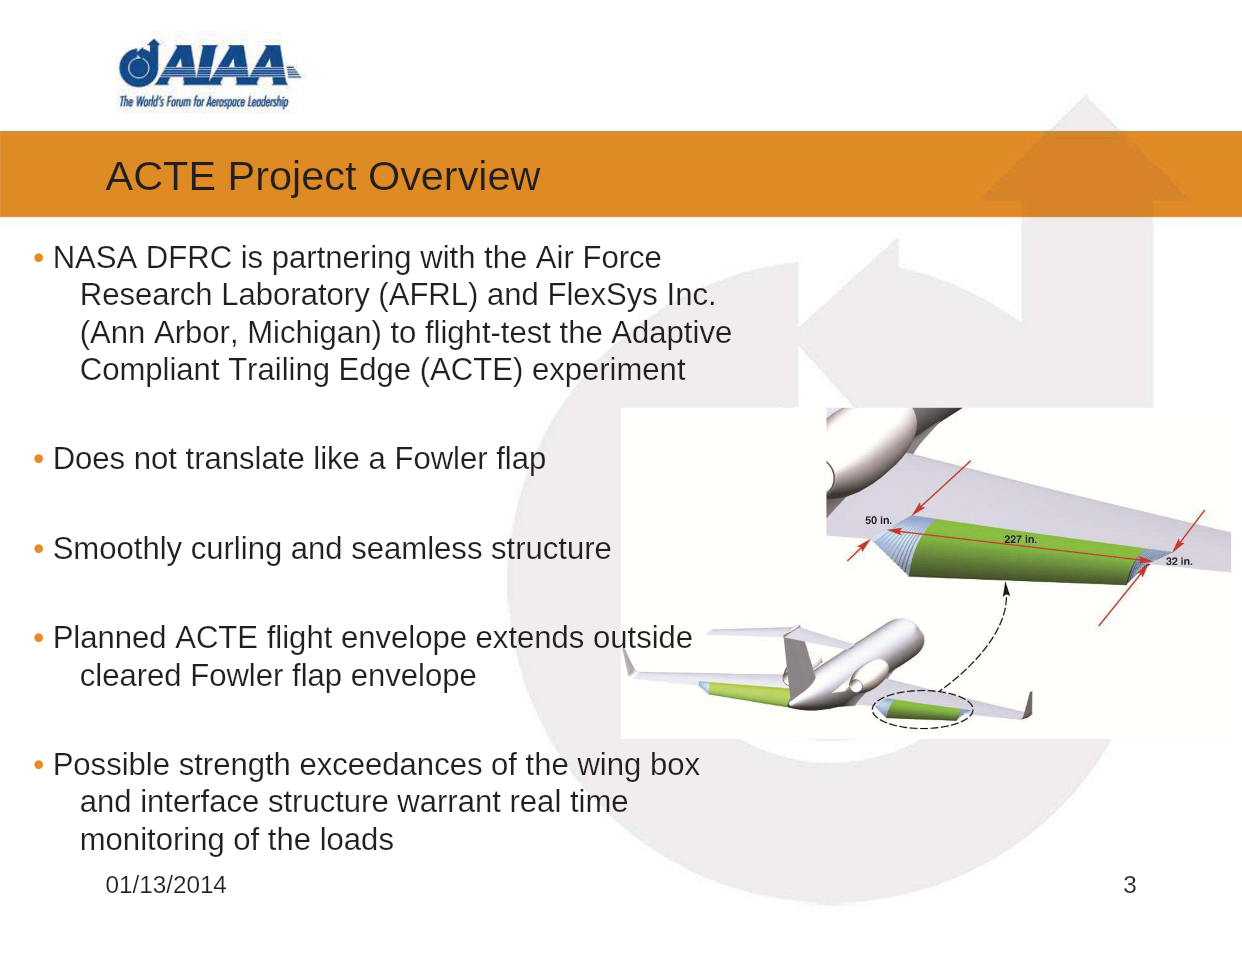 AIAA
The World's Forum for Aerospace Leadership
ACTE Project Overview
• NASA DFRC is partnering with the Air Force
Research Laboratory (AFRL) and FlexSys Inc.
(Ann Arbor, Michigan) to flight-test the Adaptive
Compliant Trailing Edge (ACTE) experiment
• Does not translate like a Fowler flap
• Smoothly curling and seamless structure
• Planned ACTE flight envelope extends outside
cleared Fowler flap envelope
• Possible strength exceedances of the wing box
and interface structure warrant real time
monitoring of the loads
50 in.
227 in.
32 in.
01/13/2014
3